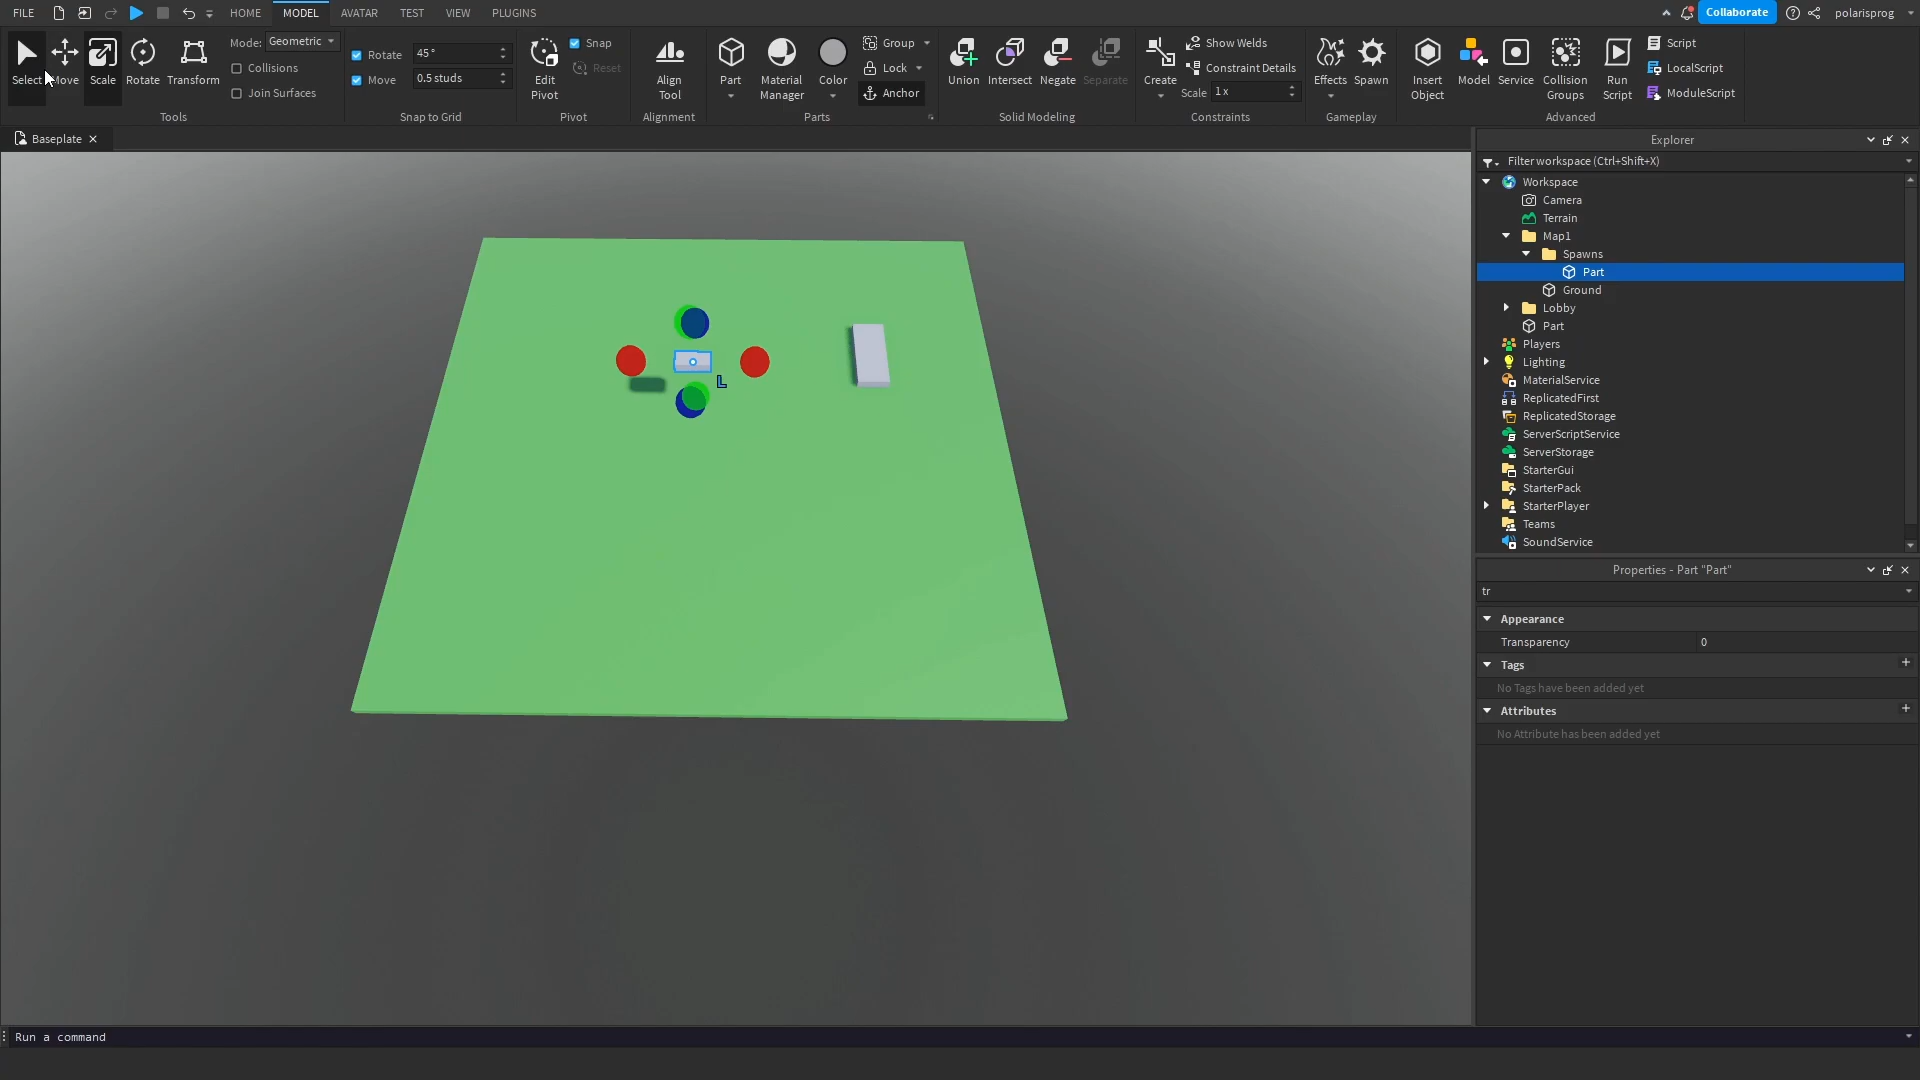 FILE HOME MODEL AVATAR TEST VIEW PLUGINS Collaborate polarisprog
Select Move Scale Rotate Transform
Mode: Geometric
Collisions
Join Surfaces
Tools
Rotate 45°
Move 0.5 studs
Snap to Grid
Edit Pivot
Snap
Reset
Pivot
Align Tool
Alignment
Part Material Manager Color
Group
Lock
Anchor
Parts
Union Intersect Negate Separate
Solid Modeling
Create
Show Welds
Constraint Details
Scale 1x
Constraints
Effects Spawn
Gameplay
Insert Object Model Service Collision Groups Run Script
Script
LocalScript
ModuleScript
Advanced
Baseplate
L
Explorer
Filter workspace (Ctrl+Shift+X)
Workspace
Camera
Terrain
Map1
Spawns
Part
Ground
Lobby
Part
Players
Lighting
MaterialService
ReplicatedFirst
ReplicatedStorage
ServerScriptService
ServerStorage
StarterGui
StarterPack
StarterPlayer
Teams
SoundService
Properties - Part "Part"
tr
Appearance
Transparency 0
Tags
No Tags have been added yet
Attributes
No Attribute has been added yet
Run a command